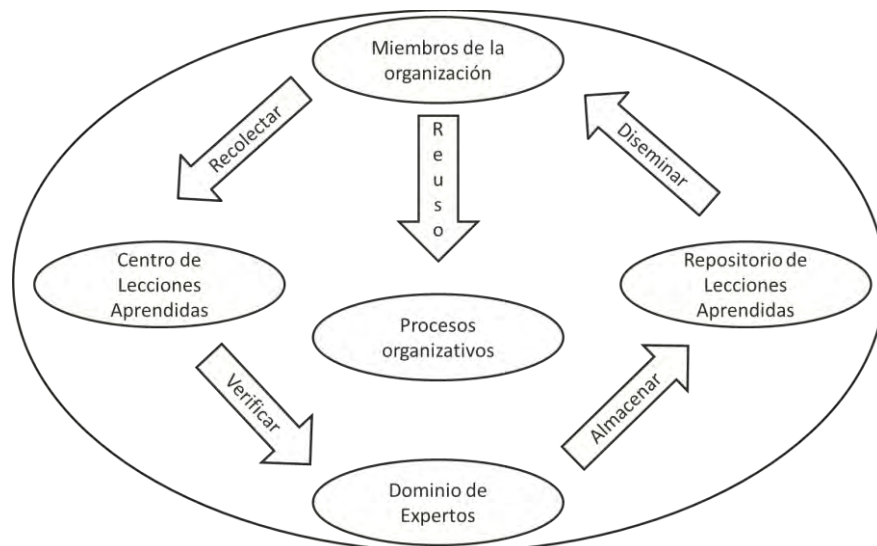 Miembros de la
organización
Recolectar
Reuso
Diseminar
Centro de
Lecciones
Aprendidas
Repositorio de
Lecciones
Aprendidas
Procesos
organizativos
Verificar
Almacenar
Dominio de
Expertos